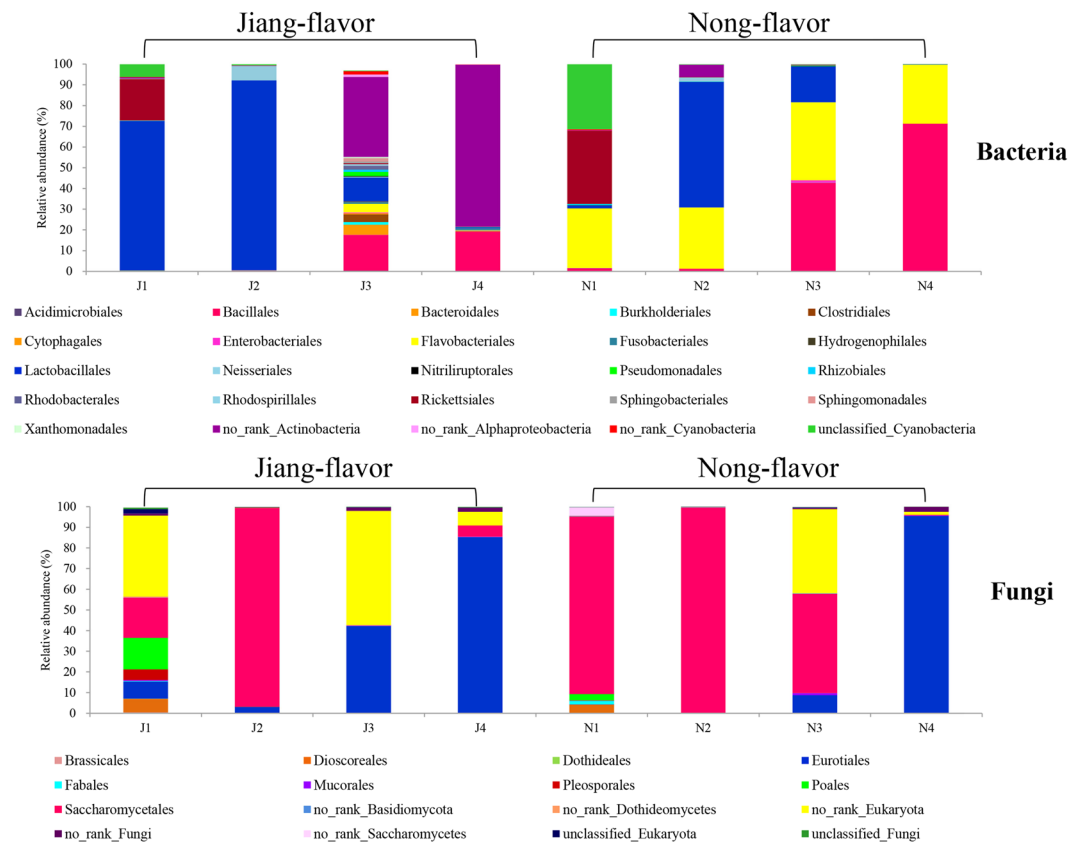 Jiang-flavor Nong-flavor
100
90
80
70
60
50
40
30
20
10
0
Relative abundance (%)
Bacteria
J1 J2 J3 J4 N1 N2 N3 N4
Acidimicrobiales Bacillales Bacteroidales Burkholderiales Clostridiales
Cytophagales Enterobacteriales Flavobacteriales Fusobacteriales Hydrogenophilales
Lactobacillales Neisseriales Nitriliruptorales Pseudomonadales Rhizobiales
Rhodobacterales Rhodospirillales Rickettsiales Sphingobacteriales Sphingomonadales
Xanthomonadales no_rank_Actinobacteria no_rank_Alphaproteobacteria no_rank_Cyanobacteria unclassified_Cyanobacteria
Jiang-flavor Nong-flavor
100
90
80
70
60
50
40
30
20
10
0
Relative abundance (%)
Fungi
J1 J2 J3 J4 N1 N2 N3 N4
Brassicales Dioscoreales Dothideales Eurotiales
Fabales Mucorales Pleosporales Poales
Saccharomycetales no_rank_Basidiomycota no_rank_Dothideomycetes no_rank_Eukaryota
no_rank_Fungi no_rank_Saccharomycetes unclassified_Eukaryota unclassified_Fungi